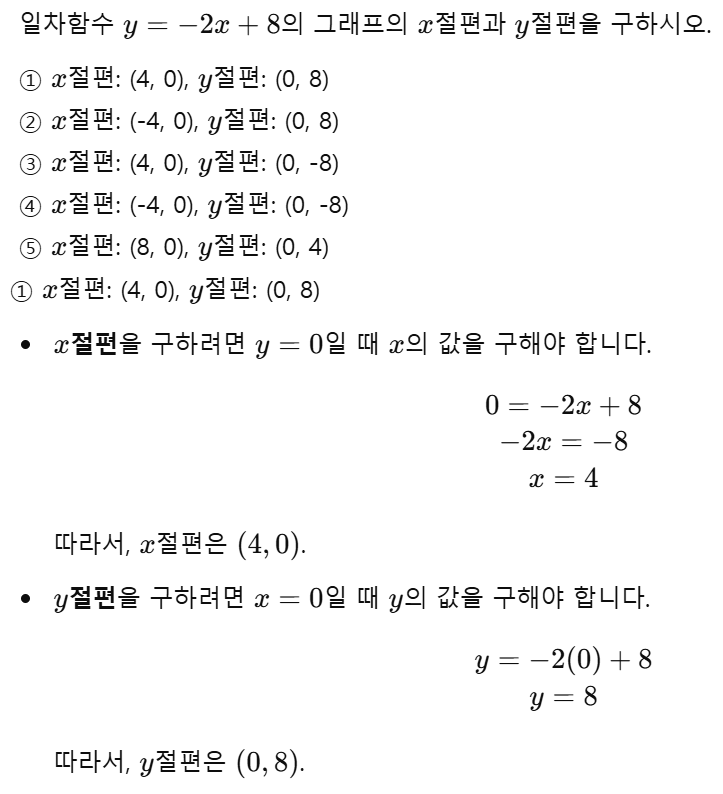 일차함수 y = −2x + 8의 그래프의 x절편과 y절편을 구하시오.
① x절편: (4, 0), y절편: (0, 8)
② x절편: (-4, 0), y절편: (0, 8)
③ x절편: (4, 0), y절편: (0, -8)
④ x절편: (-4, 0), y절편: (0, -8)
⑤ x절편: (8, 0), y절편: (0, 4)
① x절편: (4, 0), y절편: (0, 8)
• x절편을 구하려면 y = 0일 때 x의 값을 구해야 합니다.
0 = −2x + 8
−2x = −8
x = 4
따라서, x절편은 (4, 0).
• y절편을 구하려면 x = 0일 때 y의 값을 구해야 합니다.
y = −2(0) + 8
y = 8
따라서, y절편은 (0, 8).